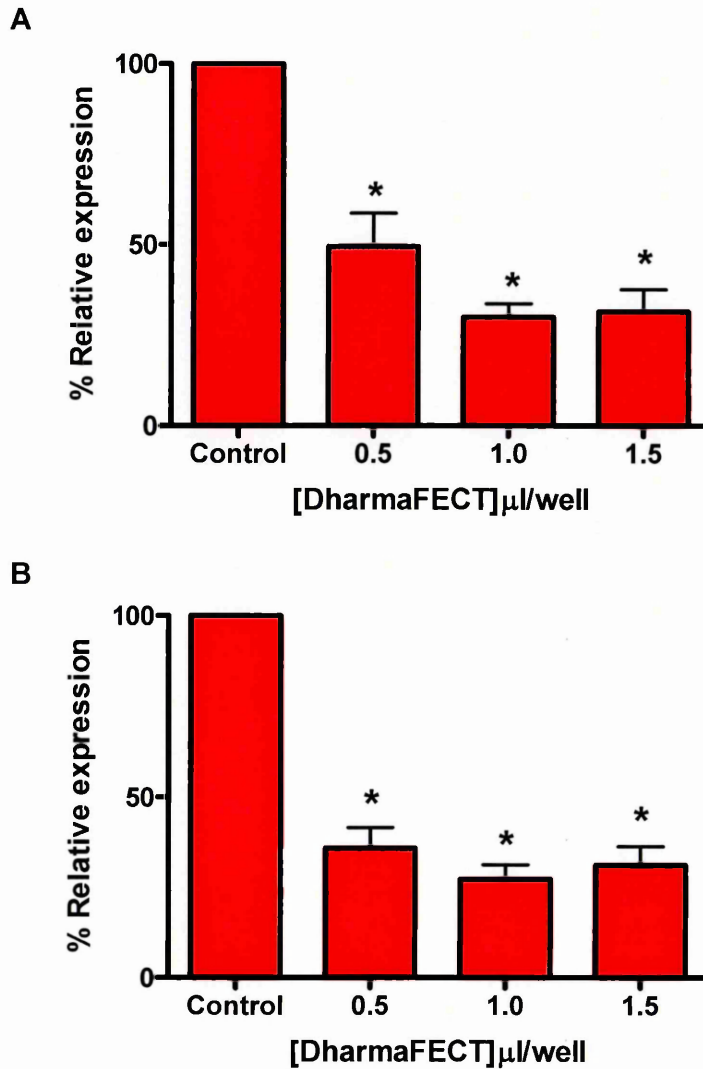 A
% Relative expression
100
50
0
*
*
*
Control 0.5 1.0 1.5
[DharmaFECT]µl/well
B
% Relative expression
100
50
0
*
*
*
Control 0.5 1.0 1.5
[DharmaFECT]µl/well